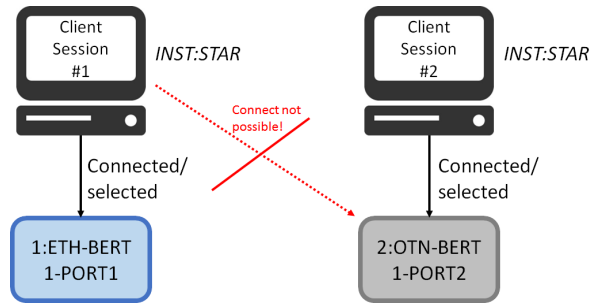 Client
Session
#1
INST:STAR
Client
Session
#2
INST:STAR
Connect not
possible!
Connected/
selected
Connected/
selected
1:ETH-BERT
1-PORT1
2:OTN-BERT
1-PORT2